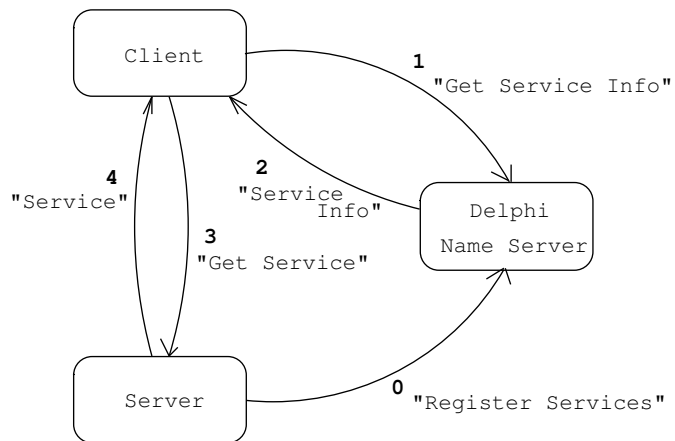 Client
1
"Get Service Info"
2
"Service
Info"
Delphi
Name Server
4
"Service"
3
"Get Service"
Server
0
"Register Services"